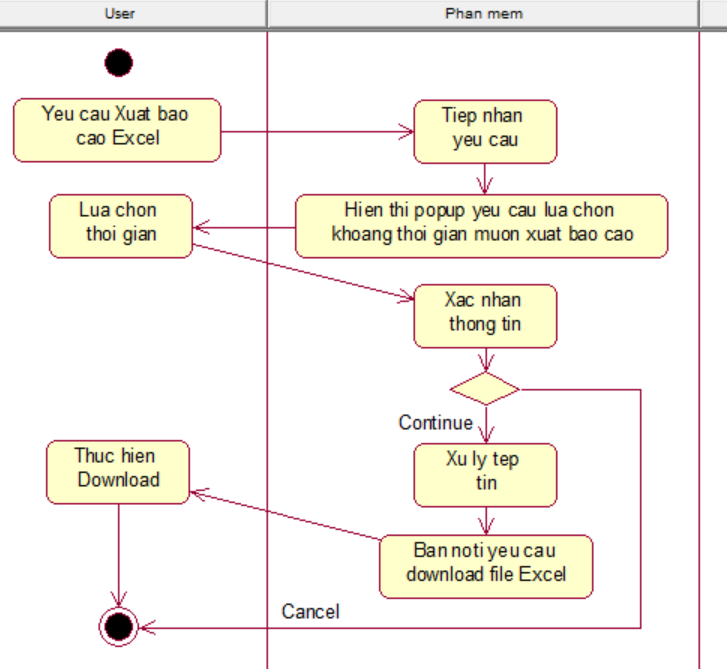 User
Phan mem
Yeu cau Xuat bao
cao Excel
Tiep nhan
yeu cau
Lua chon
thoi gian
Hien thi popup yeu cau lua chon
khoang thoi gian muon xuat bao cao
Xac nhan
thong tin
Continue
Thuc hien
Download
Xu ly tep
tin
Ban noti yeu cau
download file Excel
Cancel